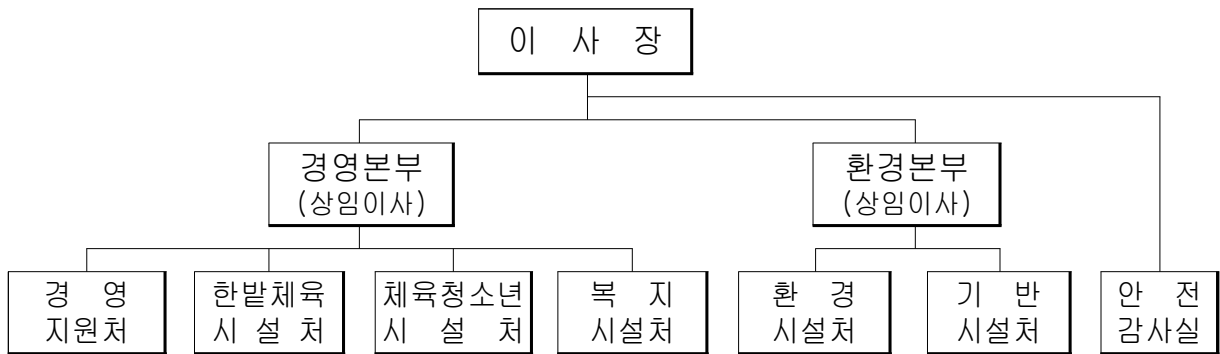 이 사 장
경영본부
(상임이사)
환경본부
(상임이사)
경 영
지원처
한밭체육
시 설 처
체육청소년
시 설 처
복 지
시설처
환 경
시설처
기 반
시설처
안 전
감사실